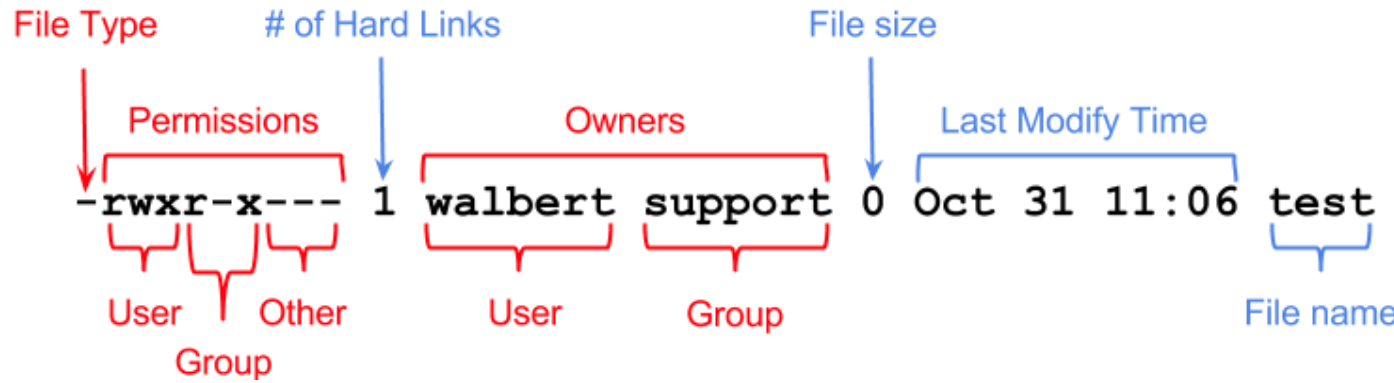 File Type # of Hard Links File size
Permissions Owners Last Modify Time
-rwxr-x--- 1 walbert support 0 Oct 31 11:06 test
User Other User Group File name
Group